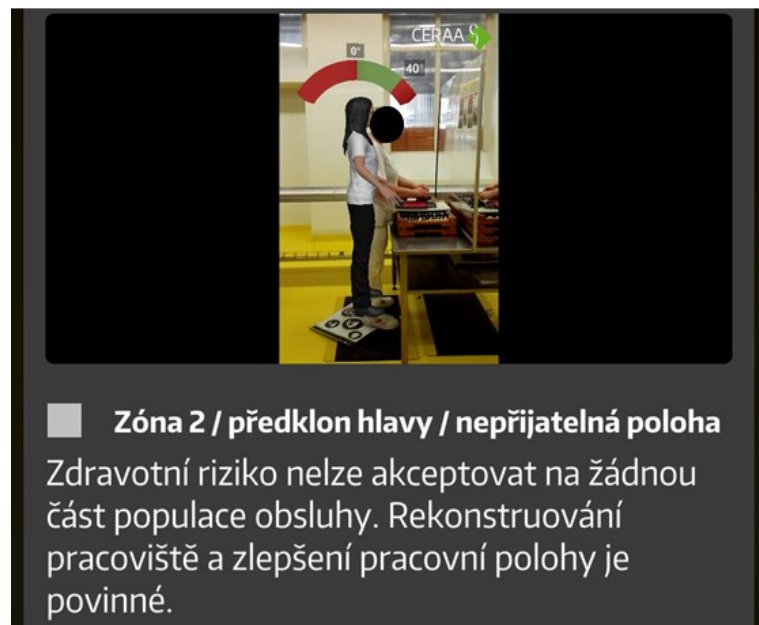 CERAA
0°
40°
Zóna 2 / předklon hlavy / nepřijatelná poloha
Zdravotní riziko nelze akceptovat na žádnou
část populace obsluhy. Rekonstruování
pracoviště a zlepšení pracovní polohy je
povinné.